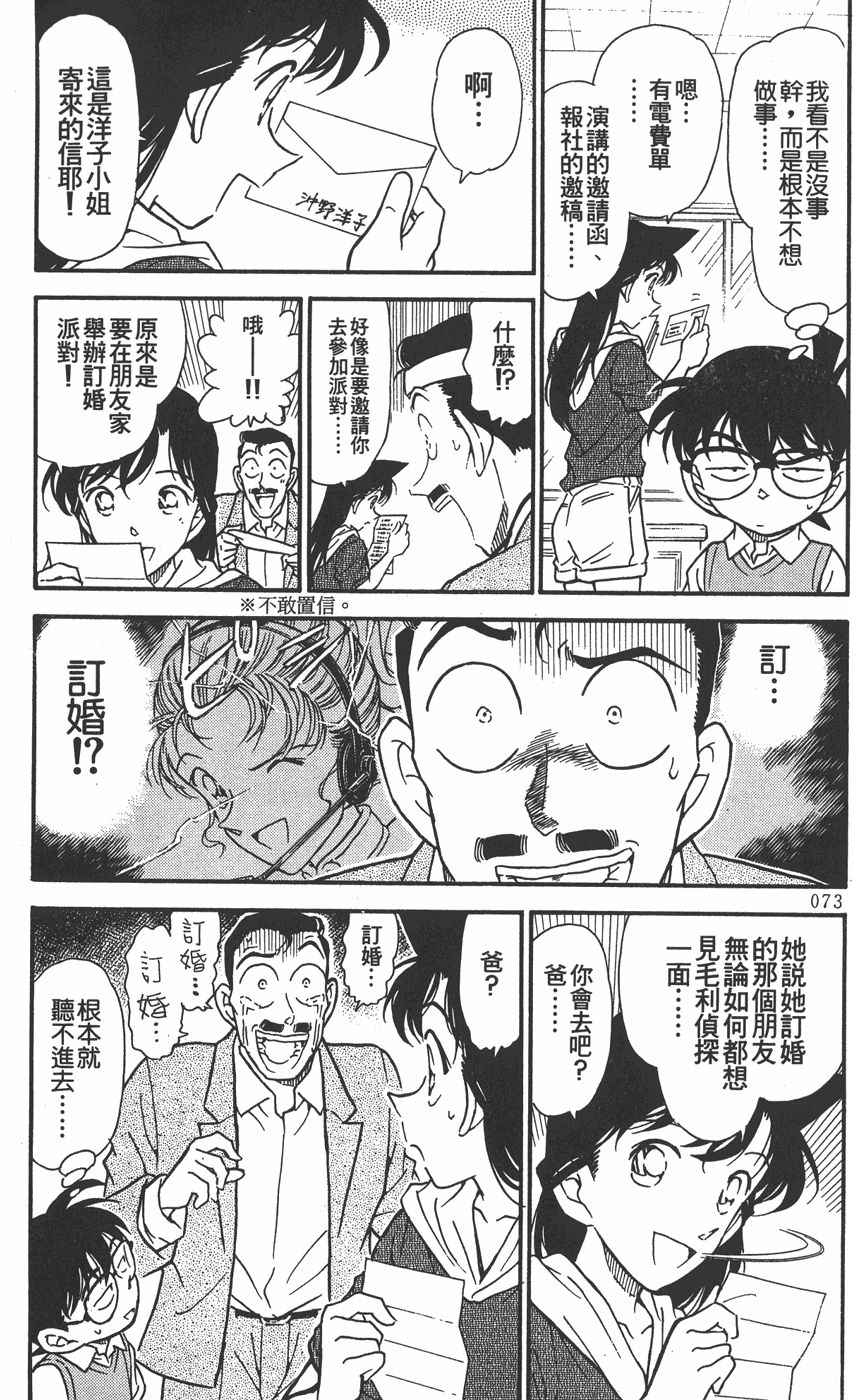 我看不是沒事
幹，而是根本不想
做事……
嗯…
有電費單
……
演講的邀請函、
報社的邀稿……
啊…
沖野洋子
這是洋子小姐
寄來的信耶！
什麼!?
好像是要邀請你
去參加派對……
哦——!!
原來是
要在朋友家
舉辦訂婚
派對！
※不敢置信。
訂…
訂婚!?
073
她說她訂婚
的那個朋友
無論如何都想
見毛利偵探
一面……
你會去吧？
爸……
爸？
訂婚…
訂婚…
訂婚…
根本就
聽不進去……